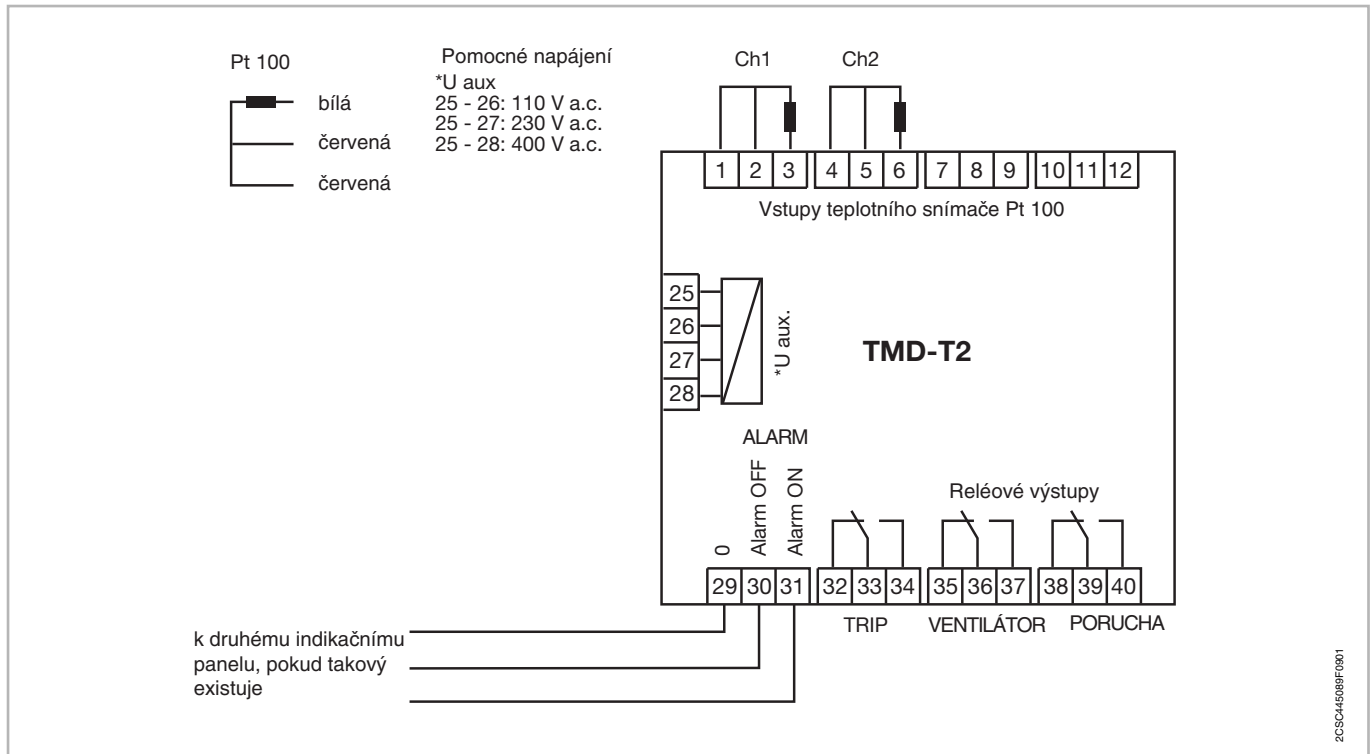 Pt 100
bílá
červená
červená
Pomocné napájení
*U aux
25 - 26: 110 V a.c.
25 - 27: 230 V a.c.
25 - 28: 400 V a.c.
Ch1 Ch2
1 2 3 4 5 6 7 8 9 10 11 12
Vstupy teplotního snímače Pt 100
25
26
27
28
*U aux.
TMD-T2
ALARM
0
Alarm OFF
Alarm ON
Reléové výstupy
29 30 31 32 33 34 35 36 37 38 39 40
TRIP VENTILÁTOR PORUCHA
k druhému indikačnímu
panelu, pokud takový
existuje
2CSC445089F0901